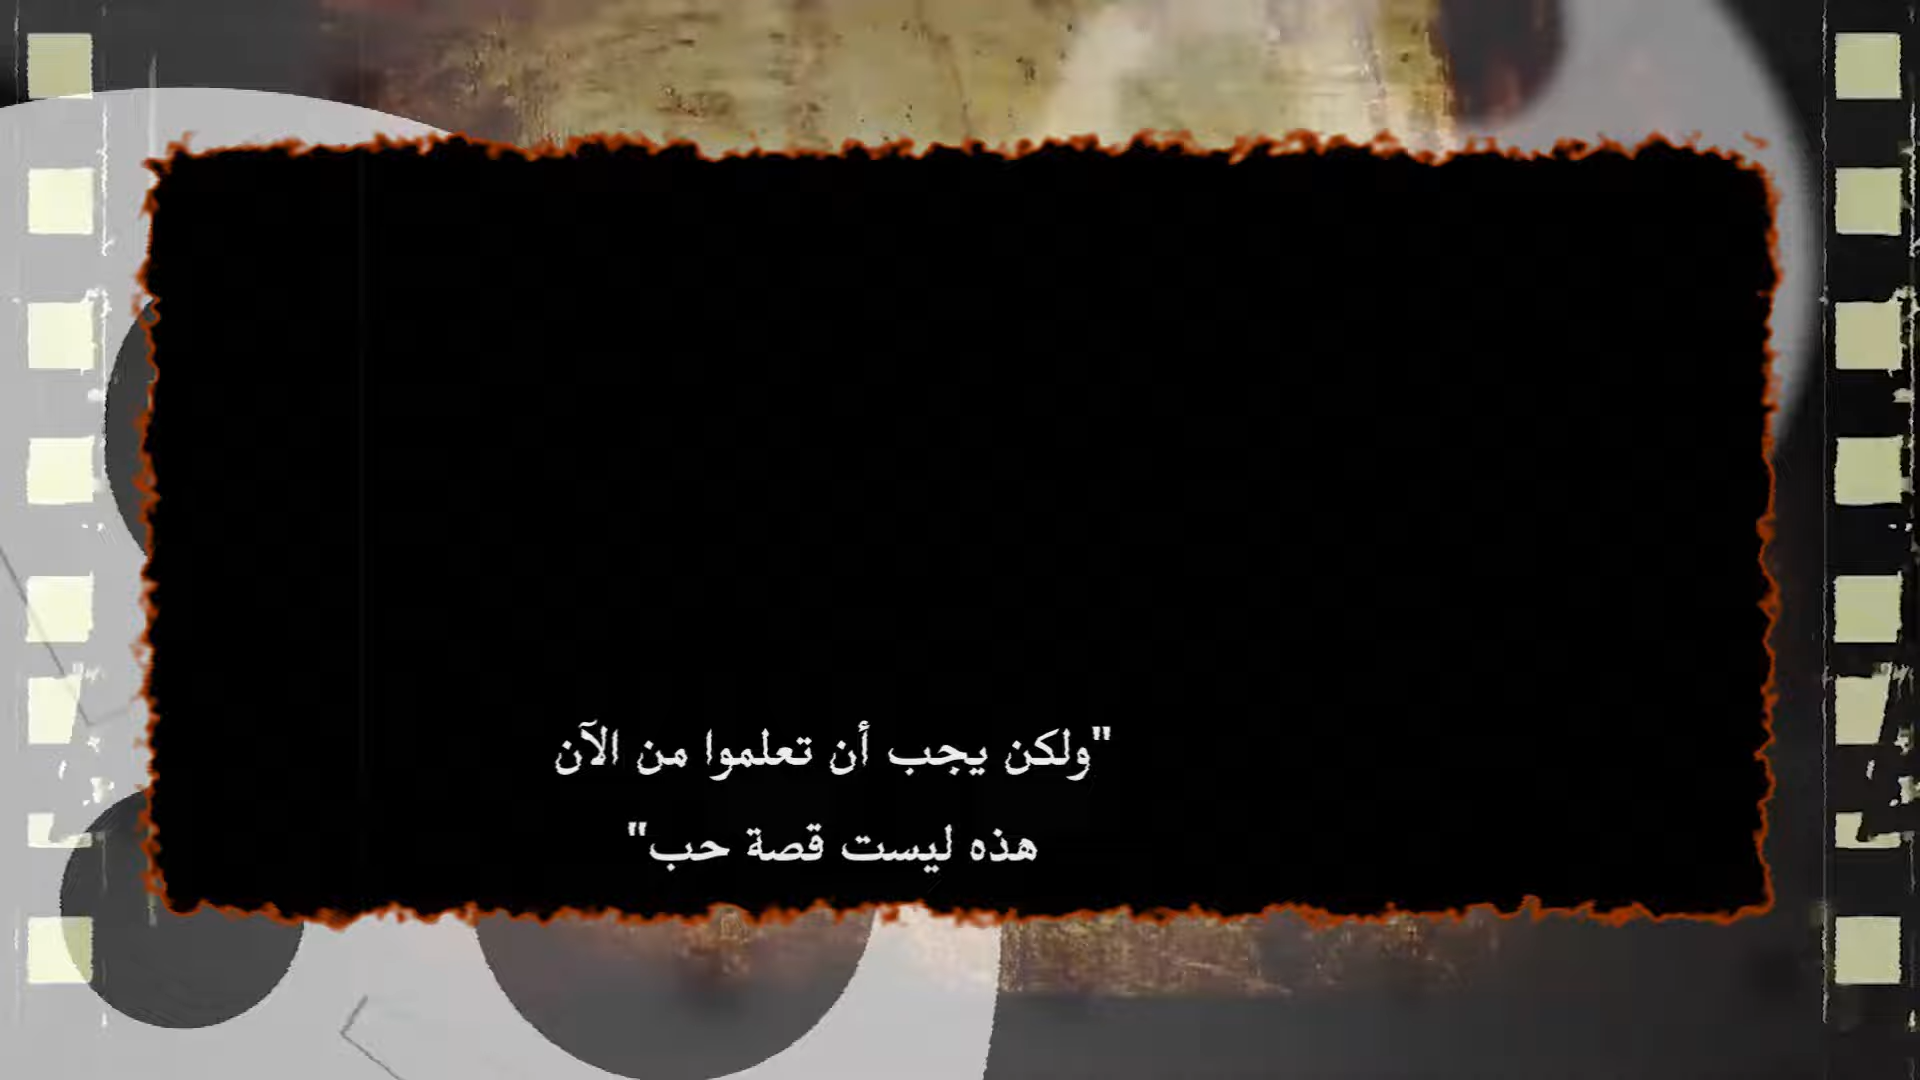 "ولكن يجب أن تعلموا من الآن
هذه ليست قصة حب"